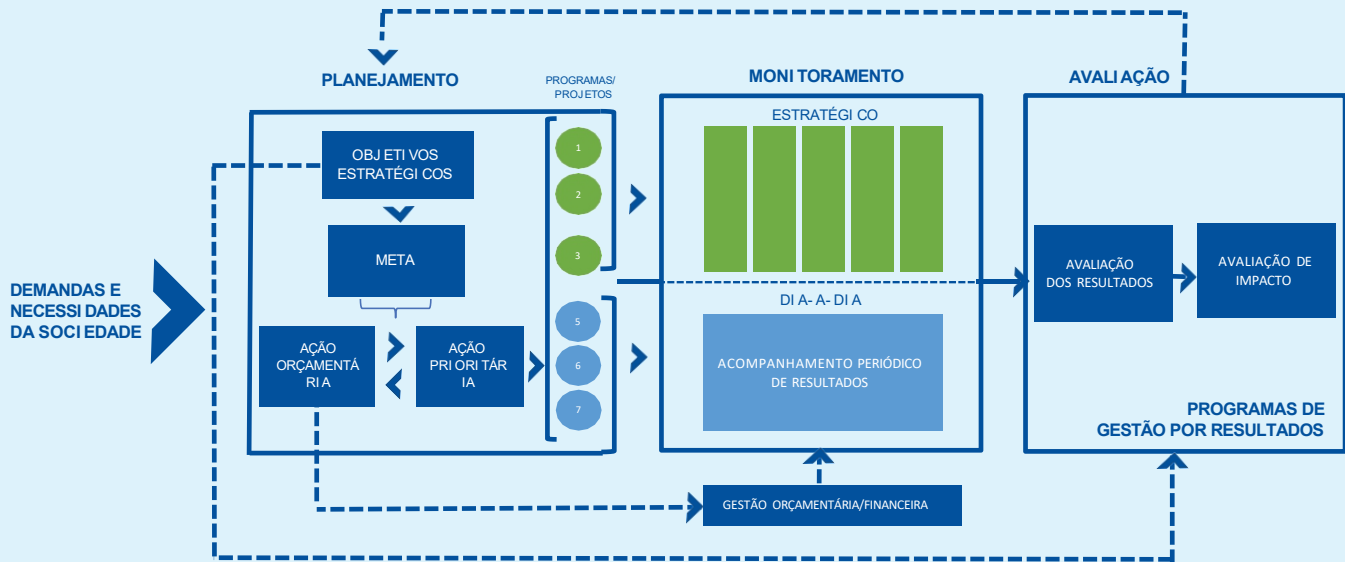 PLANEJAMENTO
PROGRAMAS/
PROJETOS
MONI TORAMENTO
AVALI AÇÃO
DEMANDAS E
NECESSI DADES
DA SOCI EDADE
OBJ ETI VOS
ESTRATÉGI COS
META
AÇÃO
ORÇAMENTÁ
RI A
AÇÃO
PRI ORI TÁR
IA
1
2
3
5
6
7
ESTRATÉGI CO
DI A- A- DI A
ACOMPANHAMENTO PERIÓDICO
DE RESULTADOS
GESTÃO ORÇAMENTÁRIA/FINANCEIRA
AVALIAÇÃO
DOS RESULTADOS
AVALIAÇÃO DE
IMPACTO
PROGRAMAS DE
GESTÃO POR RESULTADOS